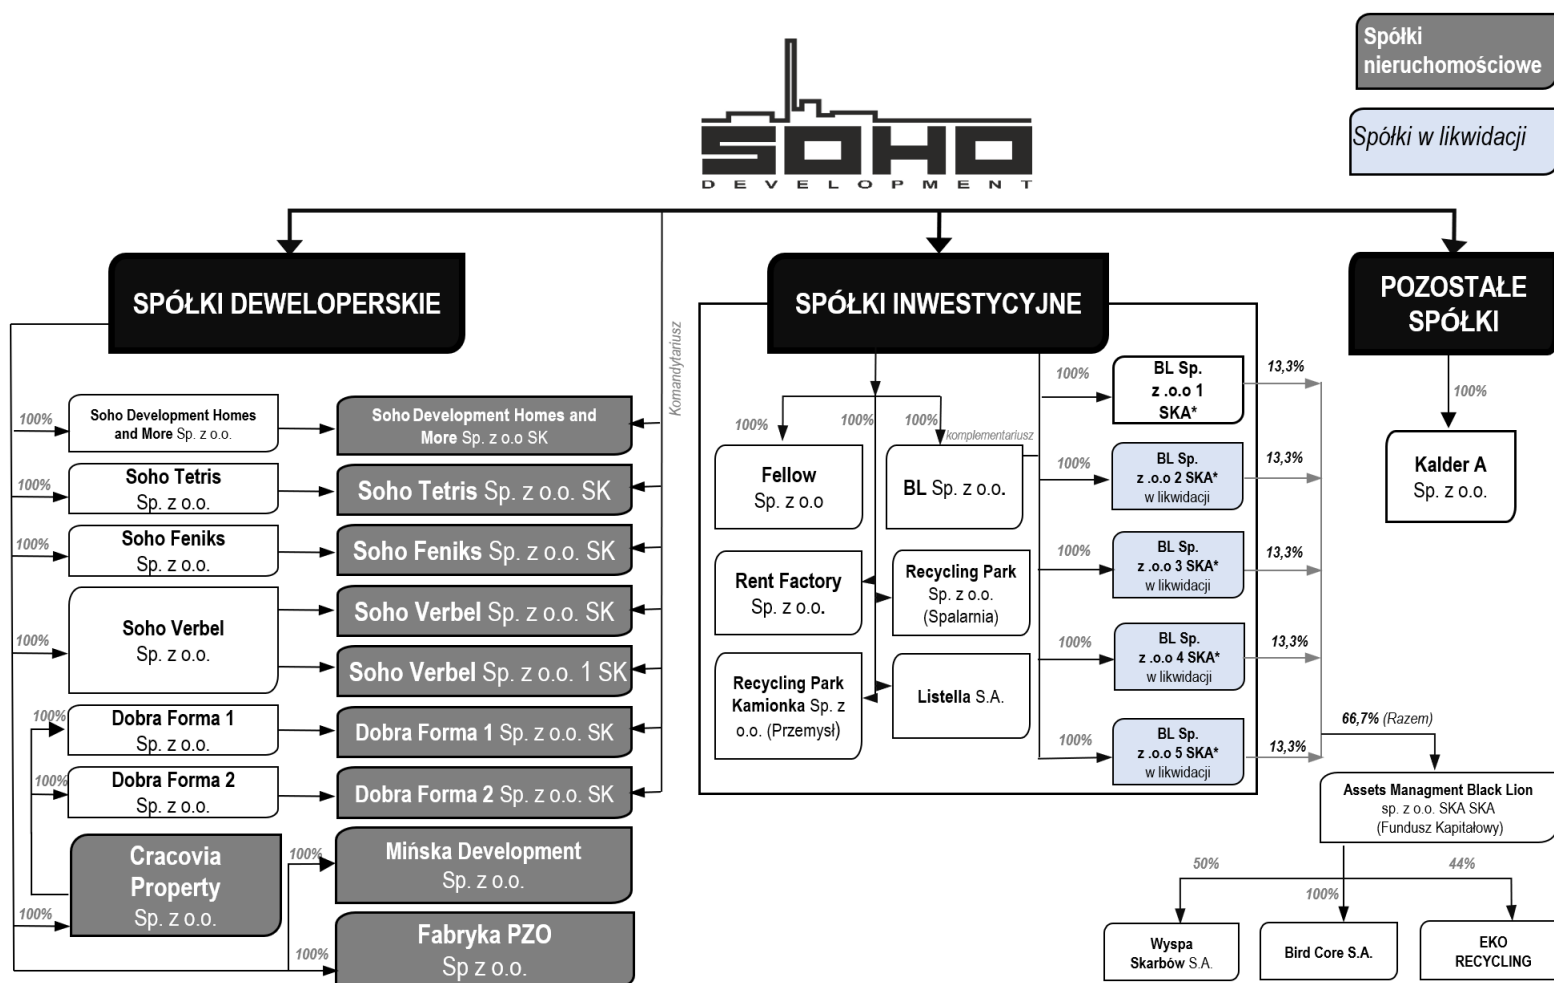 Spółki
nieruchomościowe
Spółki w likwidacji
SOHO
DEVELOPMENT
SPÓŁKI DEWELOPERSKIE
SPÓŁKI INWESTYCYJNE
POZOSTAŁE
SPÓŁKI
Komandytariusz
100%
Soho Development Homes
and More Sp. z o.o.
Soho Development Homes and
More Sp. z o.o SK
100%
Soho Tetris
Sp. z o.o.
Soho Tetris Sp. z o.o. SK
100%
Soho Feniks
Sp. z o.o.
Soho Feniks Sp. z o.o. SK
100%
Soho Verbel
Sp. z o.o.
Soho Verbel Sp. z o.o. SK
Soho Verbel Sp. z o.o. 1 SK
100%
Dobra Forma 1
Sp. z o.o.
Dobra Forma 1 Sp. z o.o. SK
100%
Dobra Forma 2
Sp. z o.o.
Dobra Forma 2 Sp. z o.o. SK
100%
Cracovia
Property
Sp. z o.o.
100%
Mińska Development
Sp. z o.o.
100%
Fabryka PZO
Sp z o.o.
100%
100%
100%
komplementariusz
Fellow
Sp. z o.o
BL Sp. z o.o.
Rent Factory
Sp. z o.o.
Recycling Park
Sp. z o.o.
(Spalarnia)
Recycling Park
Kamionka Sp. z
o.o. (Przemysł)
Listella S.A.
100%
BL Sp.
z .o.o 1
SKA*
13,3%
100%
BL Sp.
z .o.o 2 SKA*
w likwidacji
13,3%
100%
BL Sp.
z .o.o 3 SKA*
w likwidacji
13,3%
100%
BL Sp.
z .o.o 4 SKA*
w likwidacji
13,3%
100%
BL Sp.
z .o.o 5 SKA*
w likwidacji
13,3%
100%
Kalder A
Sp. z o.o.
66,7% (Razem)
Assets Managment Black Lion
sp. z o.o. SKA SKA
(Fundusz Kapitałowy)
50%
100%
44%
Wyspa
Skarbów S.A.
Bird Core S.A.
EKO
RECYCLING